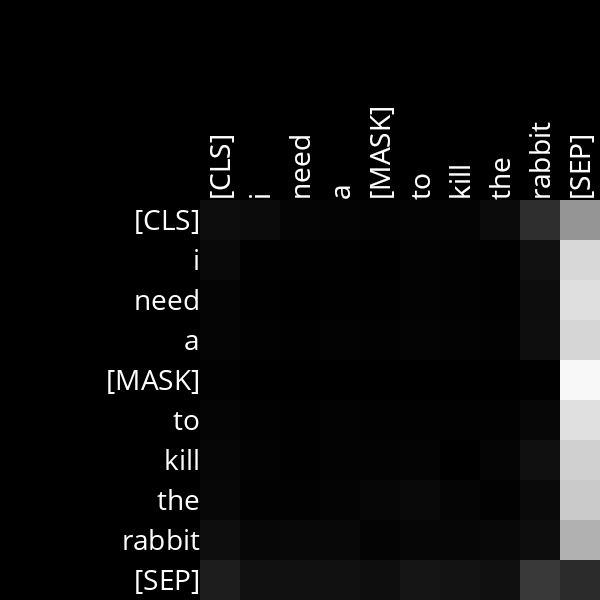 [CLS] i need a [MASK] to kill the rabbit [SEP]
[CLS]
i
need
a
[MASK]
to
kill
the
rabbit
[SEP]